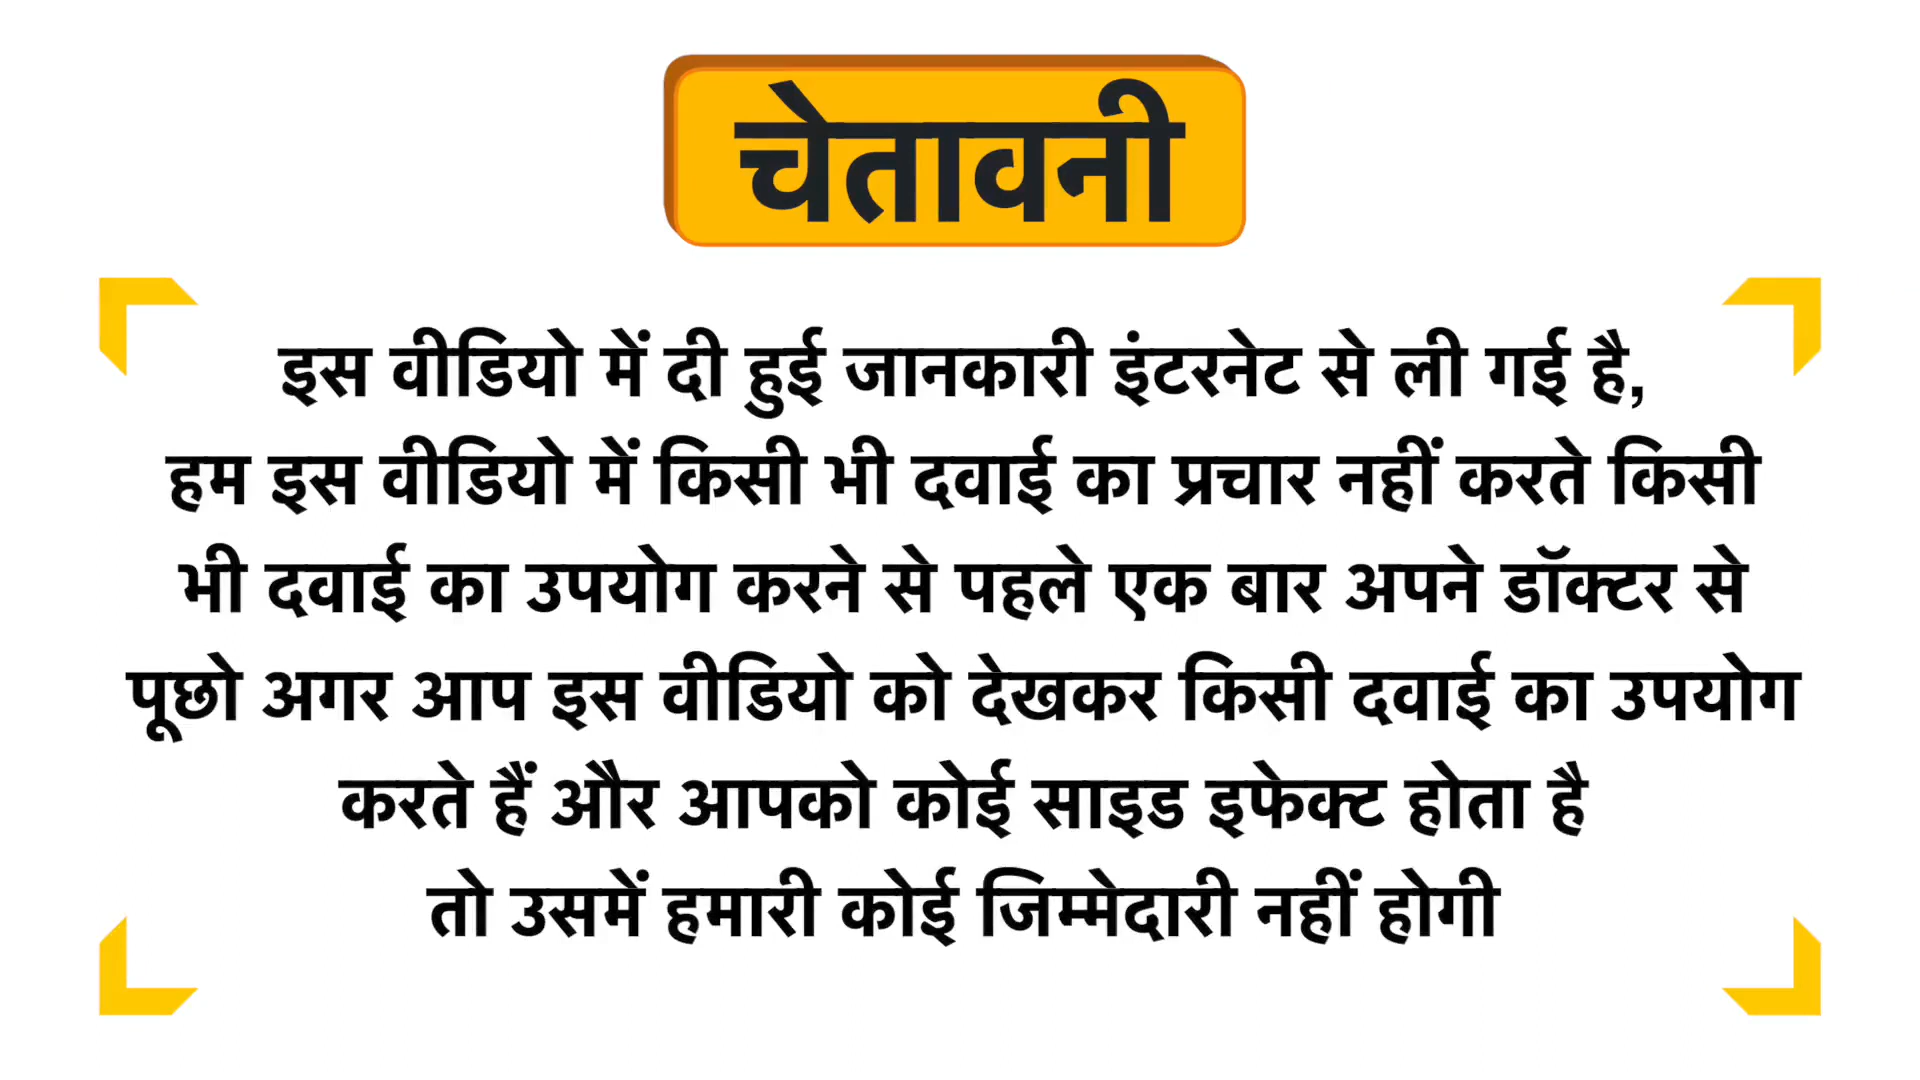 चेतावनी
इस वीडियो में दी हुई जानकारी इंटरनेट से ली गई है,
हम इस वीडियो में किसी भी दवाई का प्रचार नहीं करते किसी
भी दवाई का उपयोग करने से पहले एक बार अपने डॉक्टर से
पूछो अगर आप इस वीडियो को देखकर किसी दवाई का उपयोग
करते हैं और आपको कोई साइड इफेक्ट होता है
तो उसमें हमारी कोई जिम्मेदारी नहीं होगी